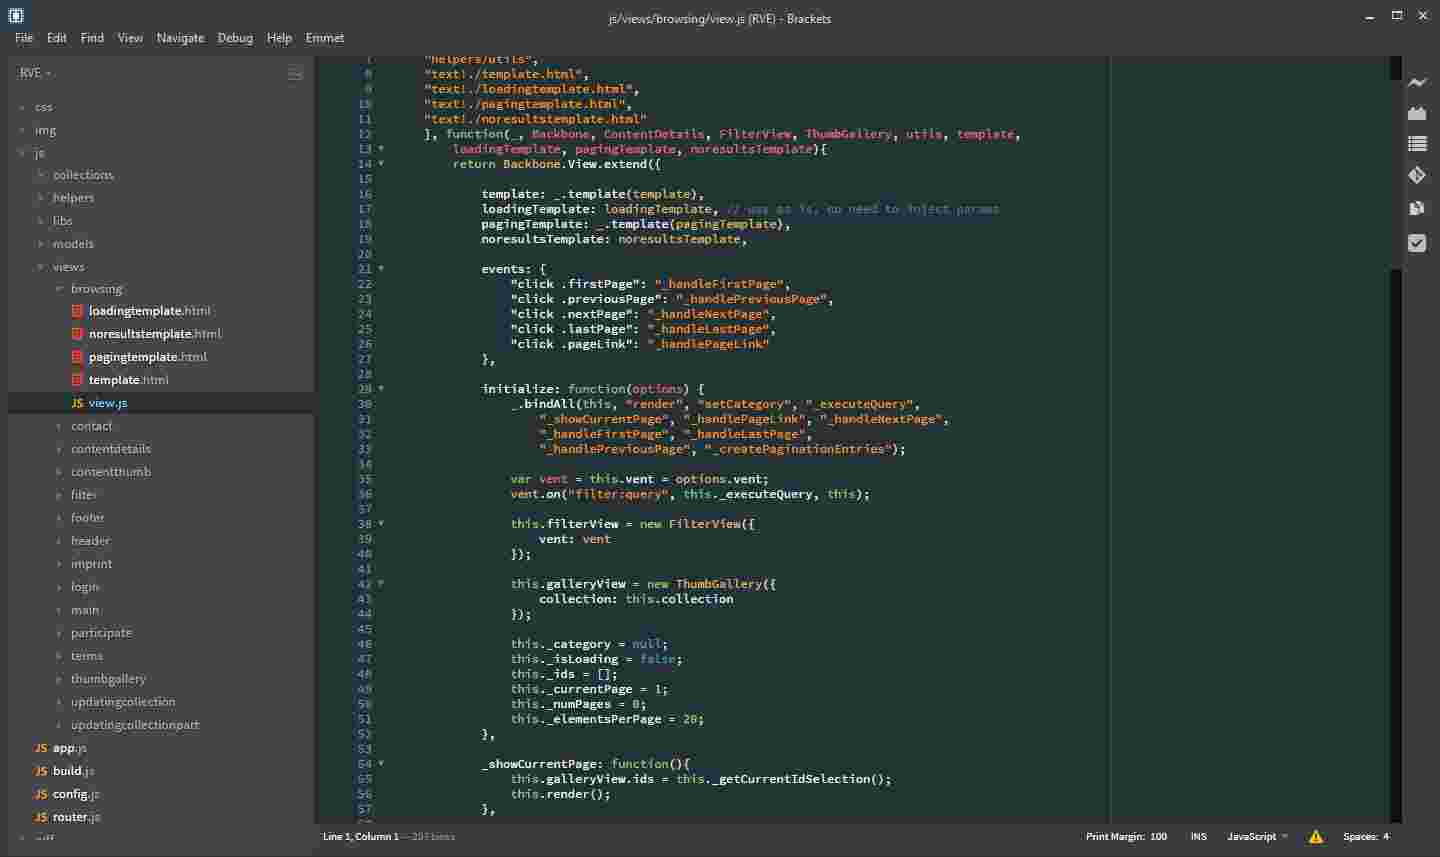 js/views/browsing/view.js (RVE) - Brackets
File Edit Find View Navigate Debug Help Emmet
RVE
css
img
js
collections
helpers
libs
models
views
browsing
loadingtemplate.html
noresultstemplate.html
pagingtemplate.html
template.html
JS view.js
contact
contentdetails
contentthumb
filter
footer
header
imprint
login
main
participate
terms
thumbgallery
updatingcollection
updatingcollectionpart
JS app.js
JS build.js
JS config.js
JS router.js
7 "helpers/utils",
8 "text!./template.html",
9 "text!./loadingtemplate.html",
10 "text!./pagingtemplate.html",
11 "text!./noresultstemplate.html"
12 ], function(_, Backbone, ContentDetails, FilterView, ThumbGallery, utils, template,
13 loadingTemplate, pagingTemplate, noresultsTemplate){
14 return Backbone.View.extend({
15
16 template: _.template(template),
17 loadingTemplate: loadingTemplate, // use as is, no need to inject params
18 pagingTemplate: _.template(pagingTemplate),
19 noresultsTemplate: noresultsTemplate,
20
21 events: {
22 "click .firstPage": "_handleFirstPage",
23 "click .previousPage": "_handlePreviousPage",
24 "click .nextPage": "_handleNextPage",
25 "click .lastPage": "_handleLastPage",
26 "click .pageLink": "_handlePageLink"
27 },
28
29 initialize: function(options) {
30 _.bindAll(this, "render", "setCategory", "_executeQuery",
31 "_showCurrentPage", "_handlePageLink", "_handleNextPage",
32 "_handleFirstPage", "_handleLastPage",
33 "_handlePreviousPage", "_createPaginationEntries");
34
35 var vent = this.vent = options.vent;
36 vent.on("filter:query", this._executeQuery, this);
37
38 this.filterView = new FilterView({
39 vent: vent
40 });
41
42 this.galleryView = new ThumbGallery({
43 collection: this.collection
44 });
45
46 this._category = null;
47 this._isLoading = false;
48 this._ids = [];
49 this._currentPage = 1;
50 this._numPages = 0;
51 this._elementsPerPage = 20;
52 },
53
54 _showCurrentPage: function(){
55 this.galleryView.ids = this._getCurrentIdSelection();
56 this.render();
57 },
Line 1, Column 1
Print Margin: 100 INS JavaScript Spaces: 4